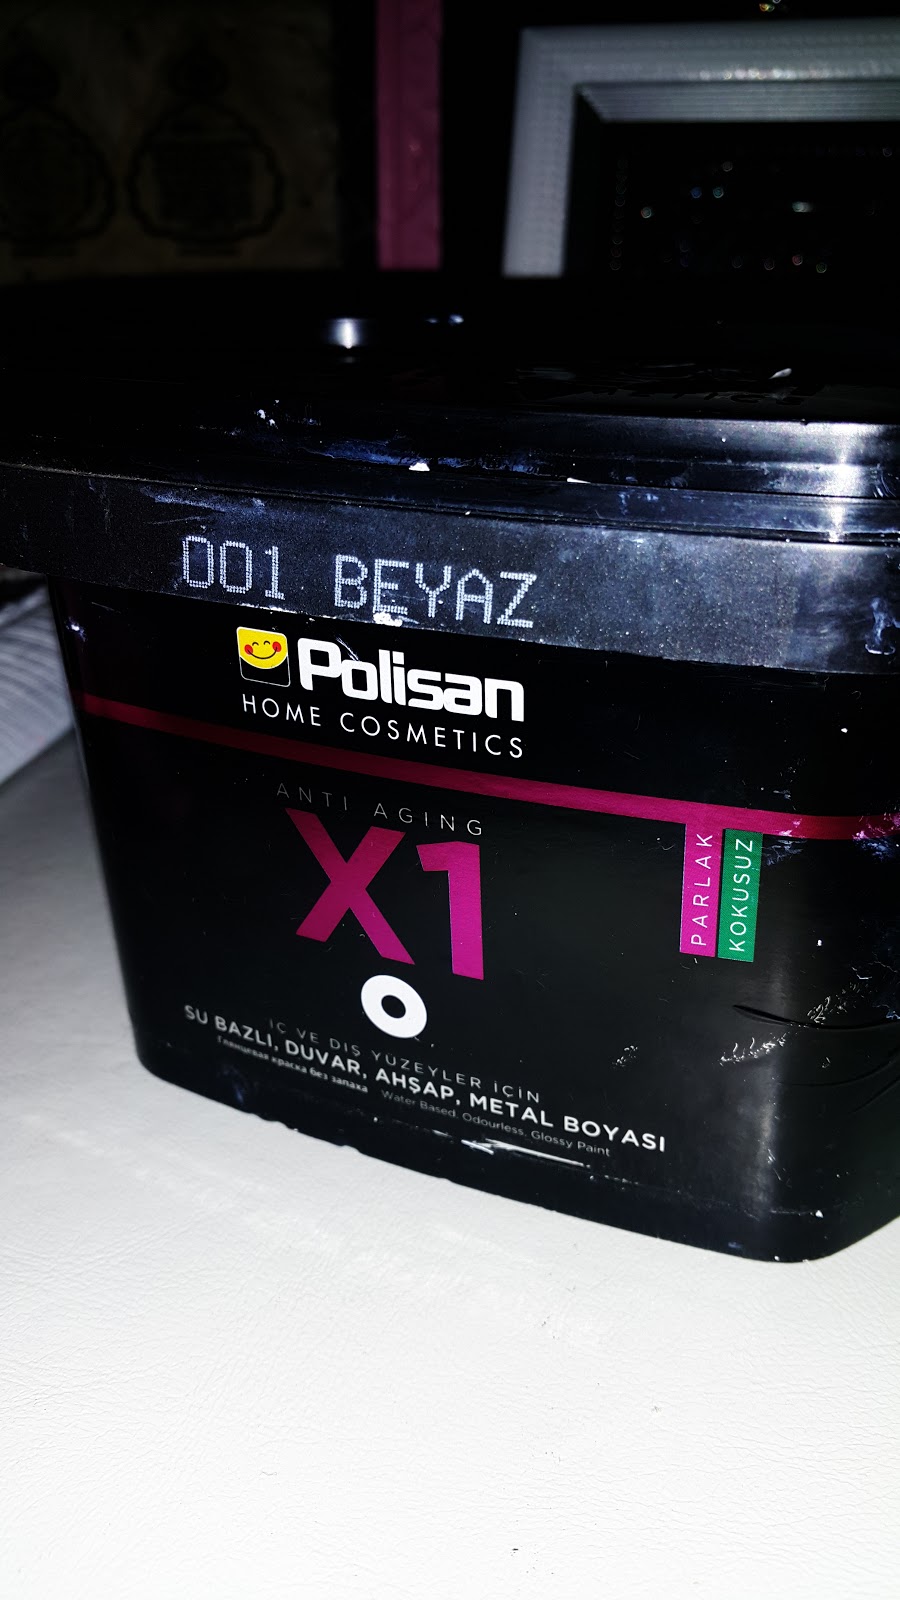 001 BEYAZ
Polisan
HOME COSMETICS
ANTI AGING
X1
PARLAK
KOKUSUZ
İÇ VE DIŞ YÜZEYLER İÇİN
SU BAZLI, DUVAR, AHŞAP, METAL BOYASI
Глянцевая краска без запаха
Water Based, Odourless, Glossy Paint